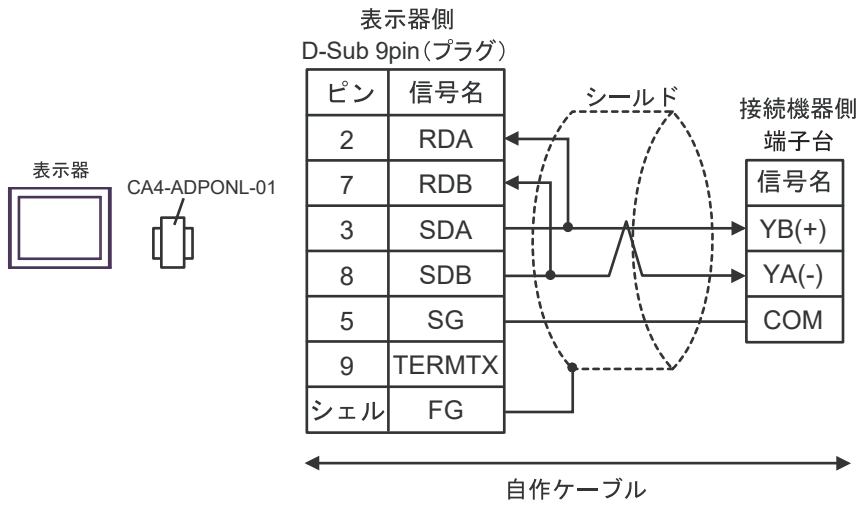 表示器側
D-Sub 9pin(プラグ)
ピン 信号名
2 RDA
7 RDB
3 SDA
8 SDB
5 SG
9 TERMTX
シェル FG
シールド
接続機器側
端子台
信号名
YB(+)
YA(-)
COM
表示器
CA4-ADPONL-01
自作ケーブル